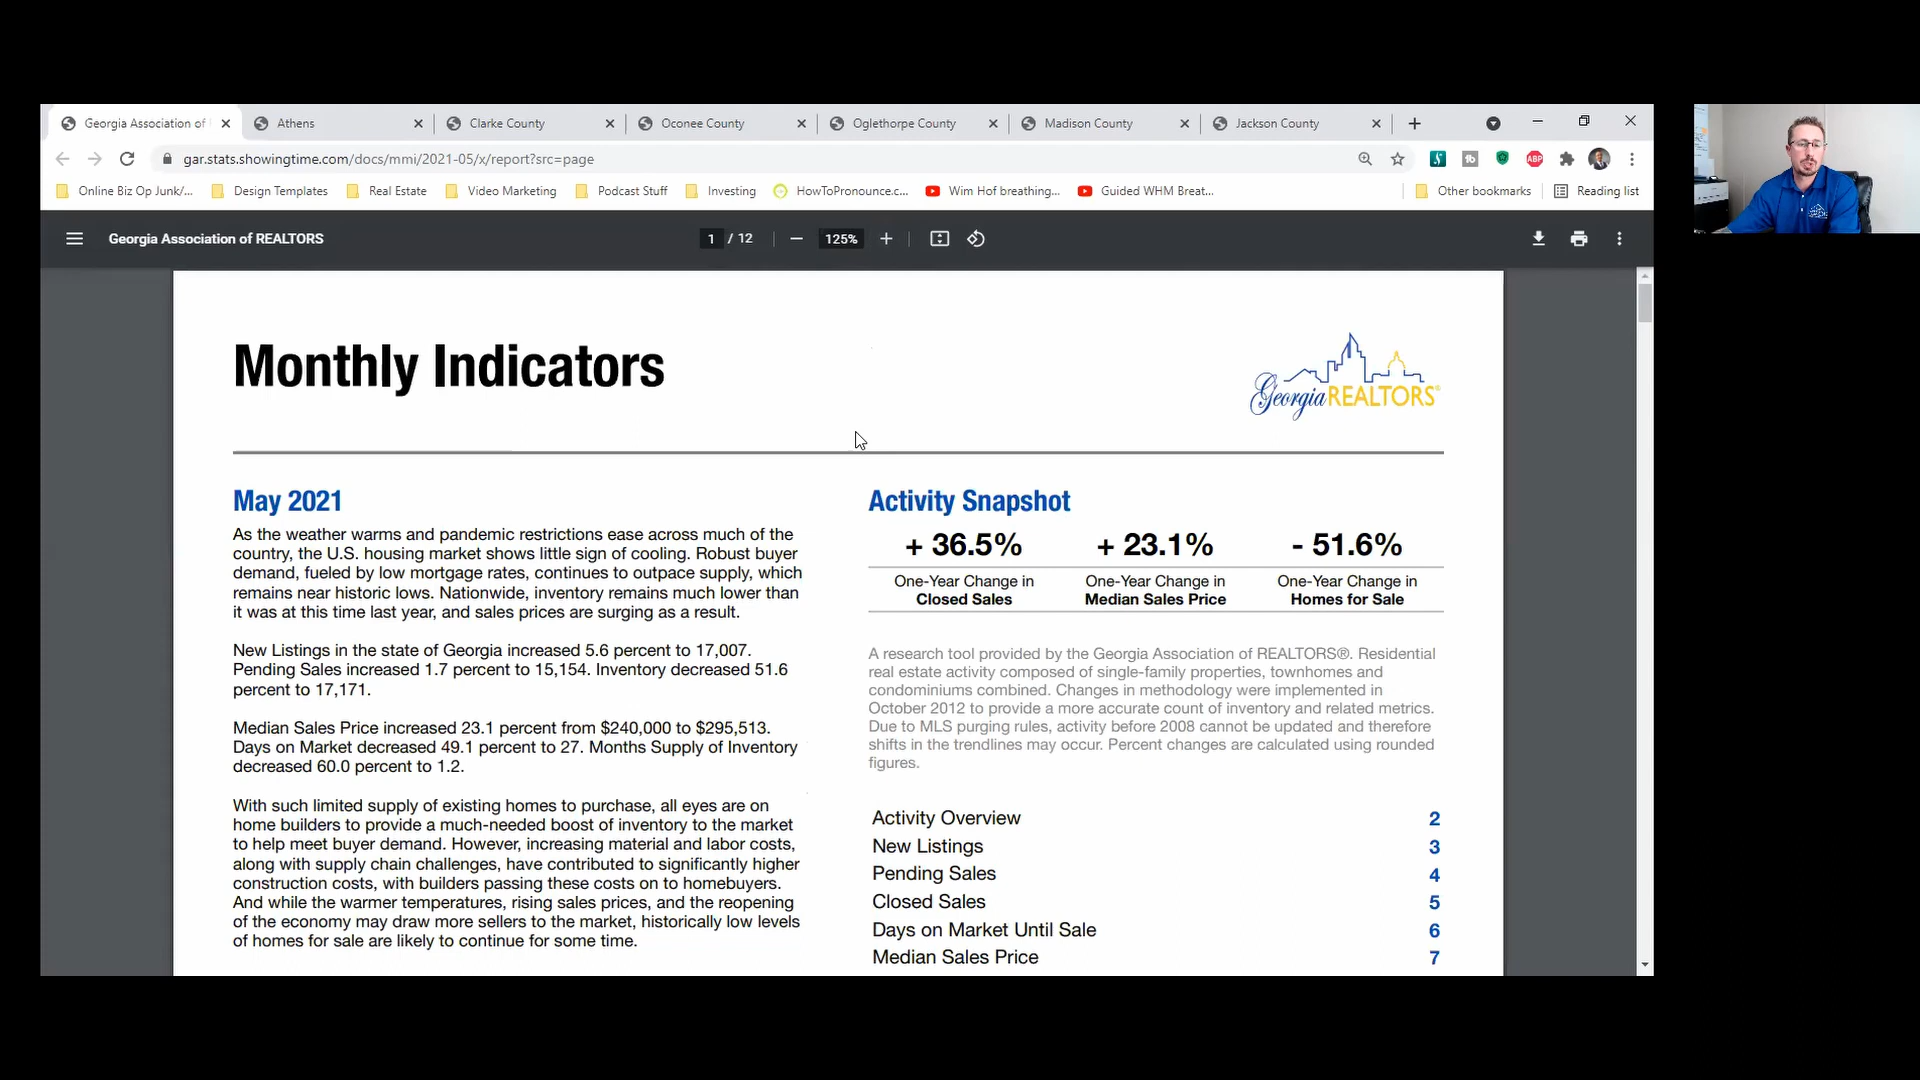 Georgia Association of
Athens
Clarke County
Oconee County
Oglethorpe County
Madison County
Jackson County
gar.stats.showingtime.com/docs/mmi/2021-05/x/report?src=page
ABP
Online Biz Op Junk/...
Design Templates
Real Estate
Video Marketing
Podcast Stuff
Investing
HowToPronounce.c...
Wim Hof breathing...
Guided WHM Breat...
Other bookmarks
Reading list
Georgia Association of REALTORS
1 / 12
125%
Monthly Indicators
Georgia REALTORS®
May 2021
As the weather warms and pandemic restrictions ease across much of the
country, the U.S. housing market shows little sign of cooling. Robust buyer
demand, fueled by low mortgage rates, continues to outpace supply, which
remains near historic lows. Nationwide, inventory remains much lower than
it was at this time last year, and sales prices are surging as a result.
New Listings in the state of Georgia increased 5.6 percent to 17,007.
Pending Sales increased 1.7 percent to 15,154. Inventory decreased 51.6
percent to 17,171.
Median Sales Price increased 23.1 percent from $240,000 to $295,513.
Days on Market decreased 49.1 percent to 27. Months Supply of Inventory
decreased 60.0 percent to 1.2.
With such limited supply of existing homes to purchase, all eyes are on
home builders to provide a much-needed boost of inventory to the market
to help meet buyer demand. However, increasing material and labor costs,
along with supply chain challenges, have contributed to significantly higher
construction costs, with builders passing these costs on to homebuyers.
And while the warmer temperatures, rising sales prices, and the reopening
of the economy may draw more sellers to the market, historically low levels
of homes for sale are likely to continue for some time.
Activity Snapshot
+ 36.5% + 23.1% - 51.6%
One-Year Change in One-Year Change in One-Year Change in
Closed Sales Median Sales Price Homes for Sale
A research tool provided by the Georgia Association of REALTORS®. Residential
real estate activity composed of single-family properties, townhomes and
condominiums combined. Changes in methodology were implemented in
October 2012 to provide a more accurate count of inventory and related metrics.
Due to MLS purging rules, activity before 2008 cannot be updated and therefore
shifts in the trendlines may occur. Percent changes are calculated using rounded
figures.
Activity Overview 2
New Listings 3
Pending Sales 4
Closed Sales 5
Days on Market Until Sale 6
Median Sales Price 7